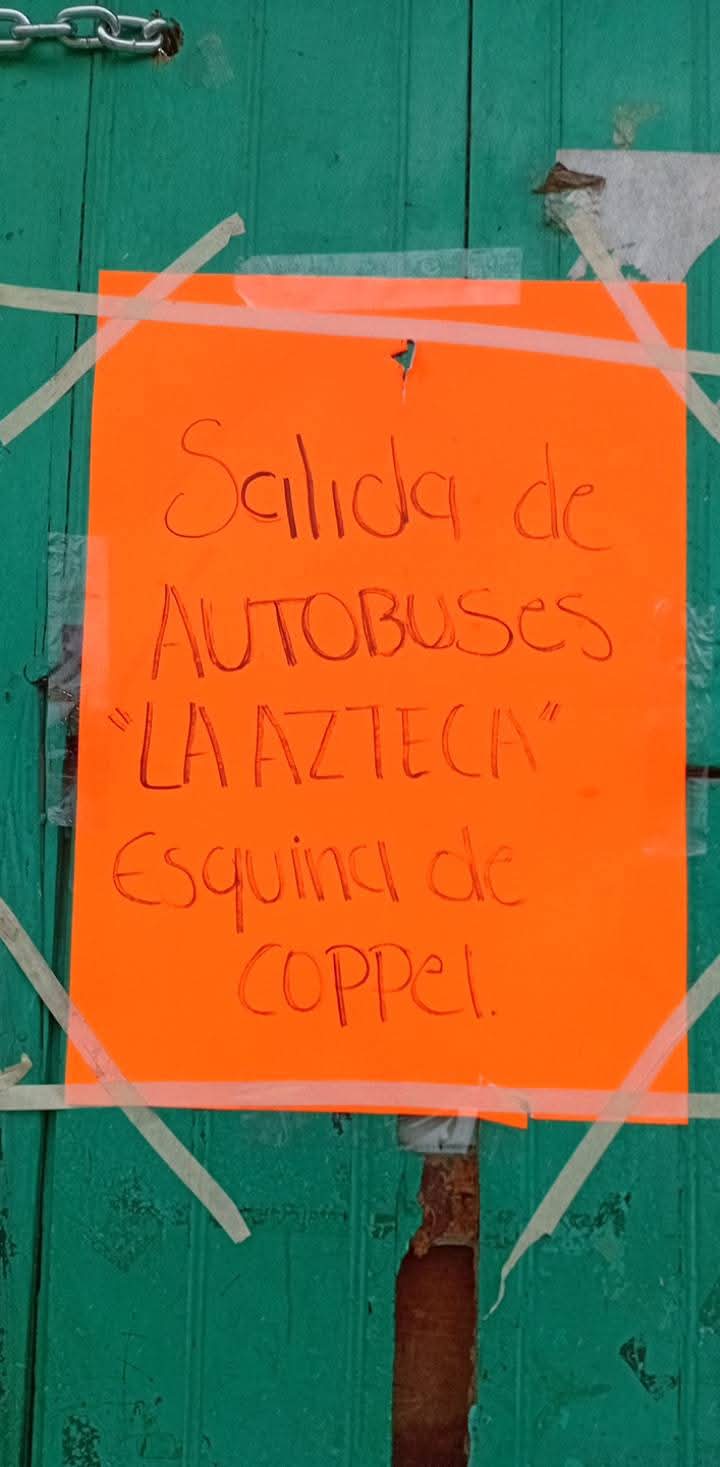 Salida de
AUTOBUSes
"LA AZTECA"
Esquina de
COPPel.